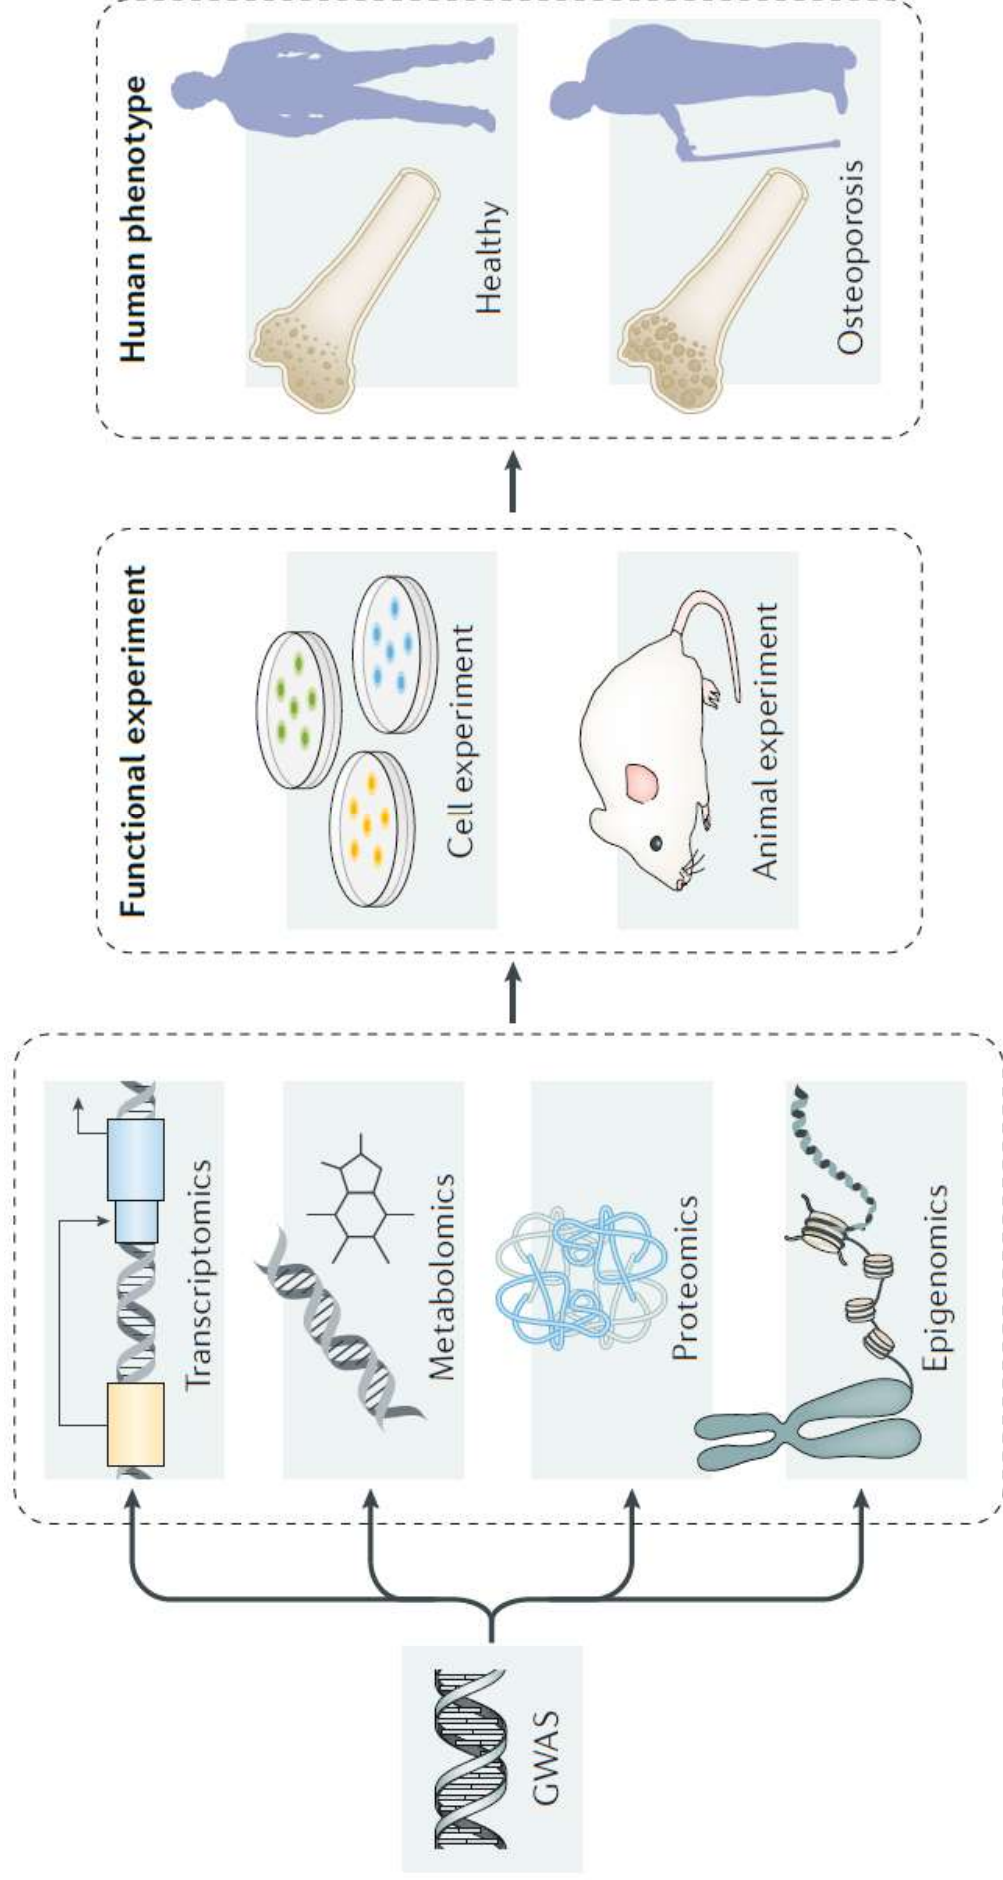 GWAS
Transcriptomics
Metabolomics
Proteomics
Epigenomics
Functional experiment
Cell experiment
Animal experiment
Human phenotype
Healthy
Osteoporosis